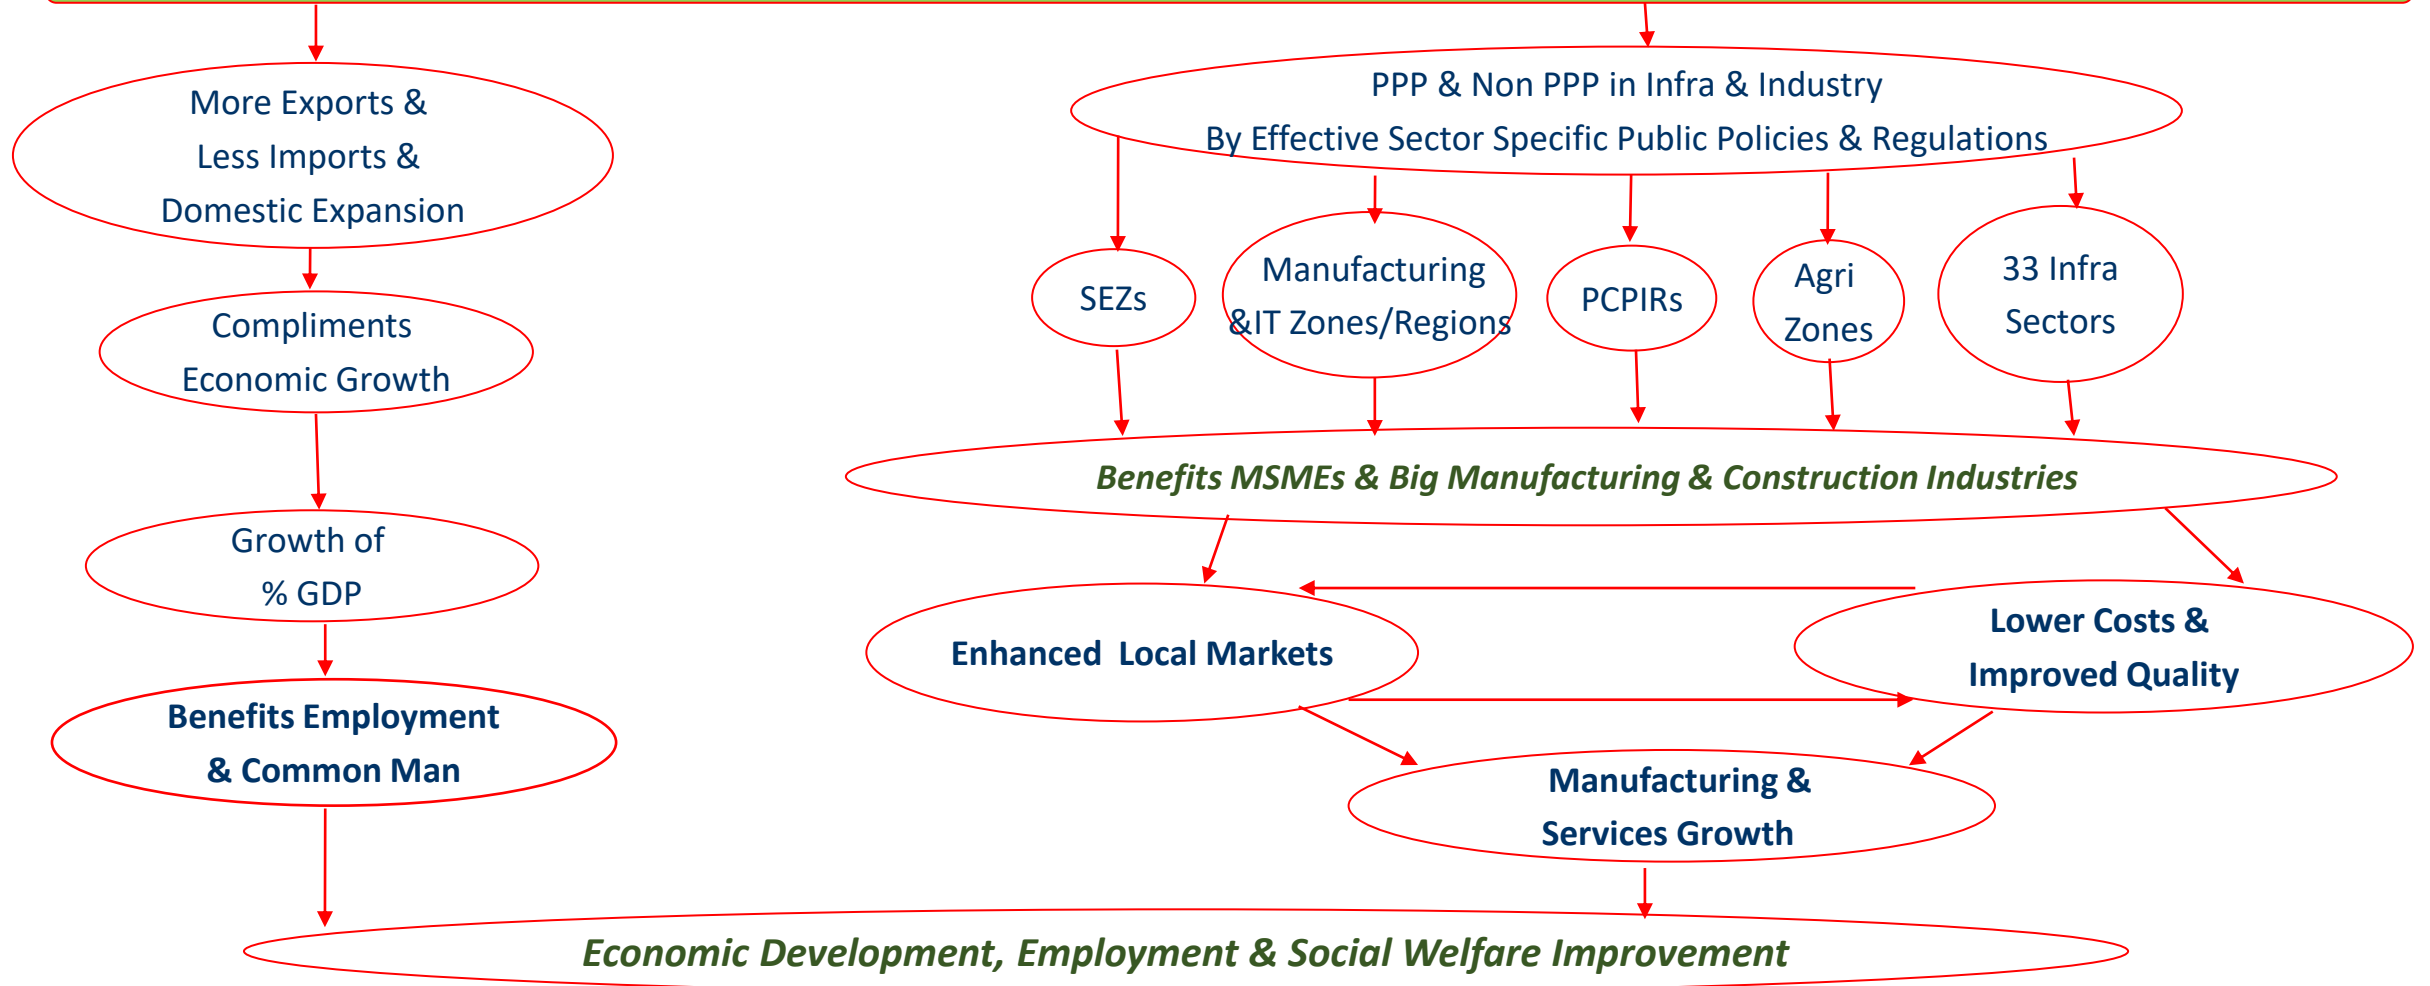 More Exports &
Less Imports &
Domestic Expansion
Compliments
Economic Growth
Growth of
% GDP
Benefits Employment
& Common Man
PPP & Non PPP in Infra & Industry
By Effective Sector Specific Public Policies & Regulations
SEZs
Manufacturing
&IT Zones/Regions
PCPIRs
Agri
Zones
33 Infra
Sectors
Benefits MSMEs & Big Manufacturing & Construction Industries
Enhanced Local Markets
Lower Costs &
Improved Quality
Manufacturing &
Services Growth
Economic Development, Employment & Social Welfare Improvement